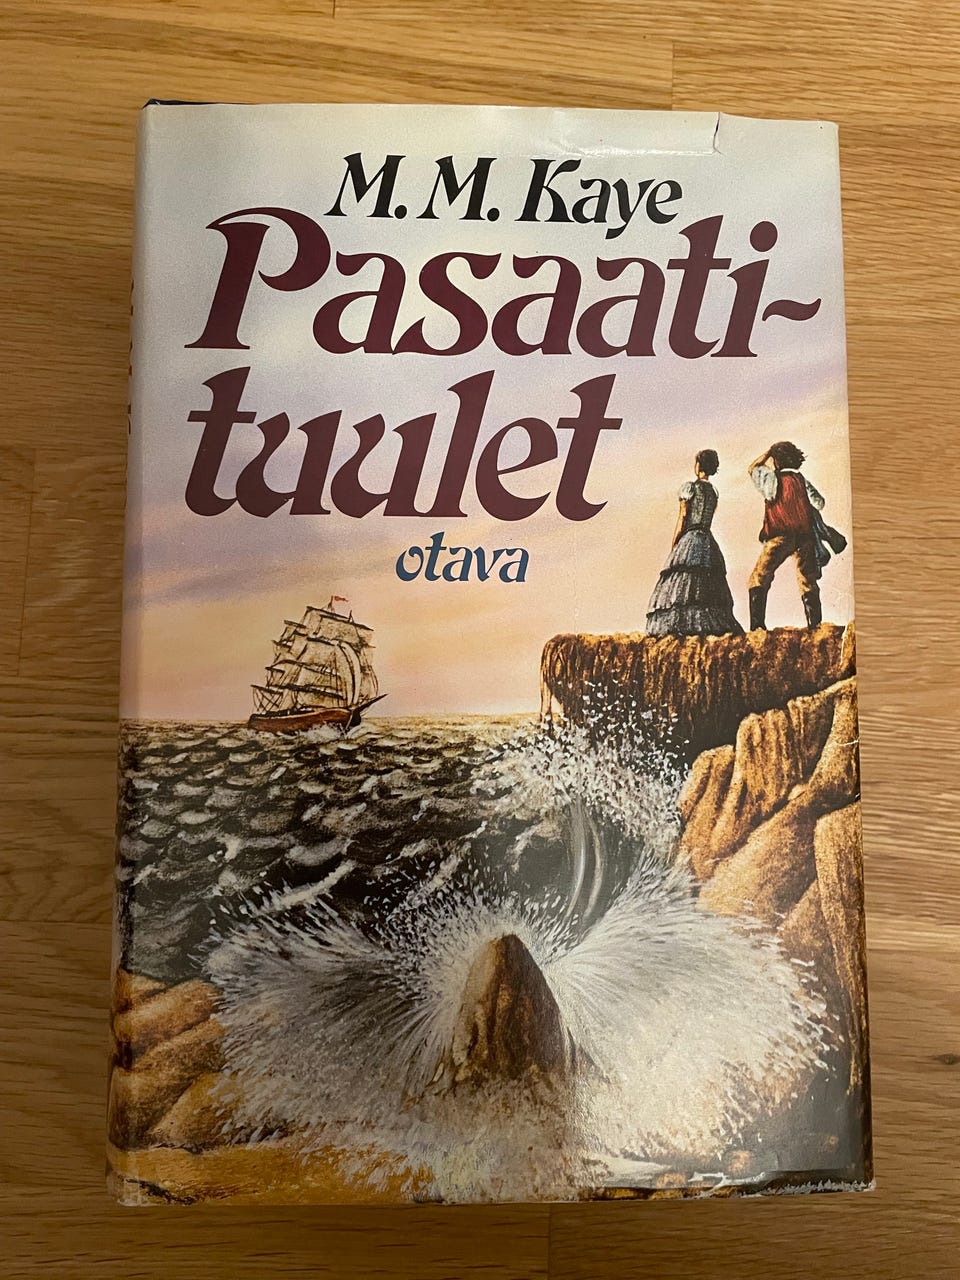 M. M. Kaye
Pasaati-
tuulet
otava